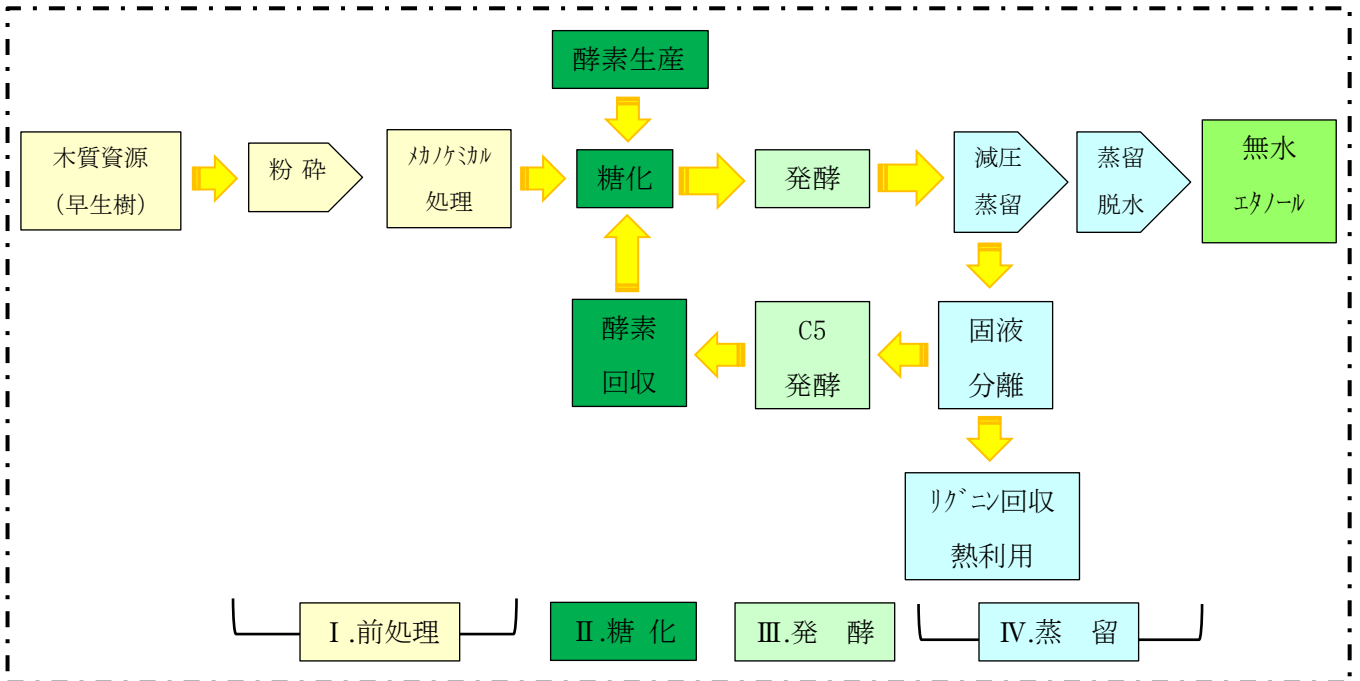 酵素生産
木質資源
（早生樹）
粉 砕
ﾒｶﾉｹﾐｶﾙ
処理
糖化
発酵
減圧
蒸留
蒸留
脱水
無水
ｴﾀﾉｰﾙ
酵素
回収
C5
発酵
固液
分離
ﾘｸﾞﾆﾝ回収
熱利用
Ⅰ.前処理
Ⅱ.糖 化
Ⅲ.発　酵
Ⅳ.蒸　留